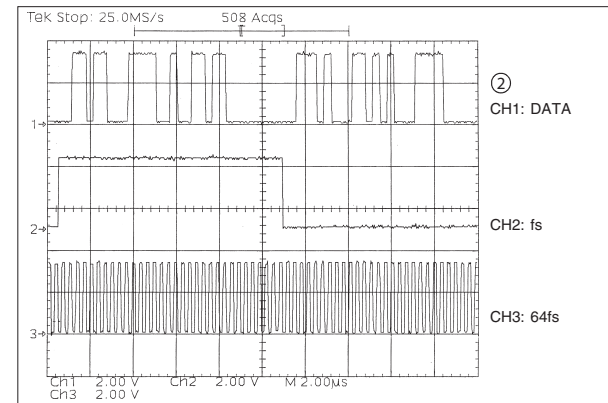 Tek Stop: 25.0MS/s 508 Acqs
②
CH1: DATA
1→
CH2: fs
2→
CH3: 64fs
3→
Ch1 2.00 V Ch2 2.00 V M 2.00µs
Ch3 2.00 V